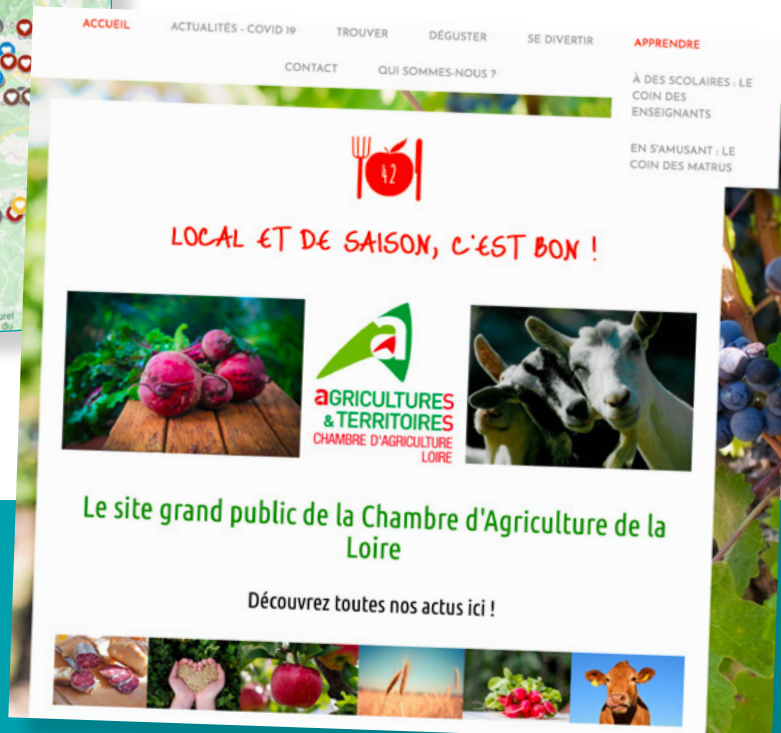 ACCUEIL
ACTUALITÉS - COVID 19
TROUVER
DÉGUSTER
SE DIVERTIR
APPRENDRE
CONTACT
QUI SOMMES-NOUS ?
À DES SCOLAIRES : LE
COIN DES
ENSEIGNANTS
EN S'AMUSANT : LE
COIN DES MATRUS
42
LOCAL ET DE SAISON, C'EST BON !
a
aGRICULTURES
& TERRITOIRES
CHAMBRE D'AGRICULTURE
LOIRE
Le site grand public de la Chambre d'Agriculture de la
Loire
Découvrez toutes nos actus ici !
du